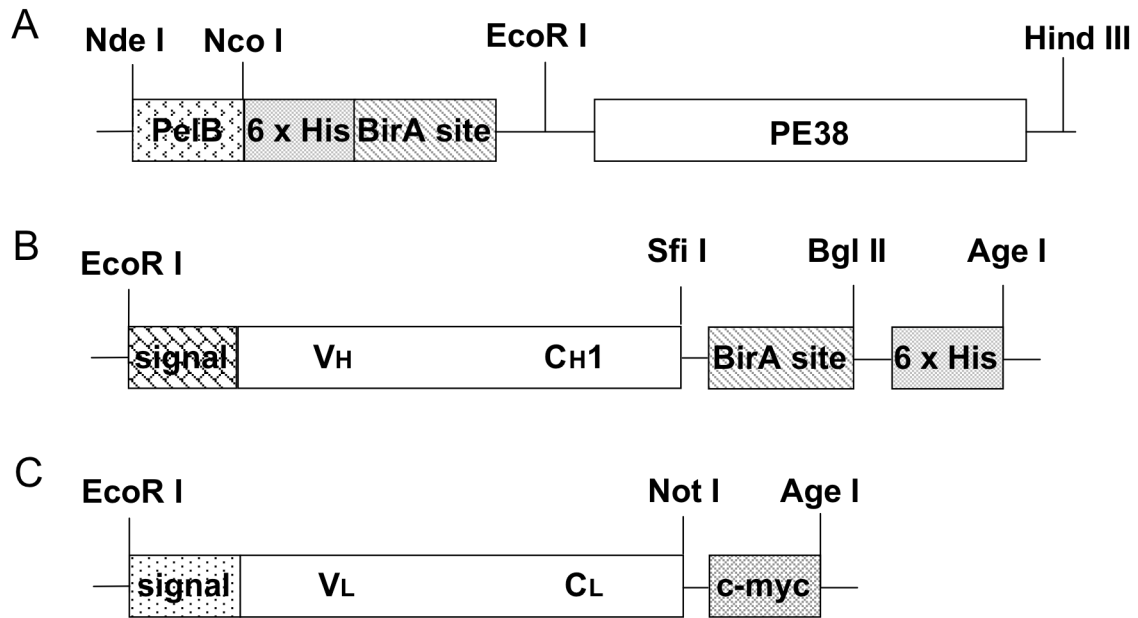 A
Nde I Nco I EcoR I Hind III
PelB 6 x His BirA site PE38
B
EcoR I Sfi I Bgl II Age I
signal VH CH1 BirA site 6 x His
C
EcoR I Not I Age I
signal VL CL c-myc